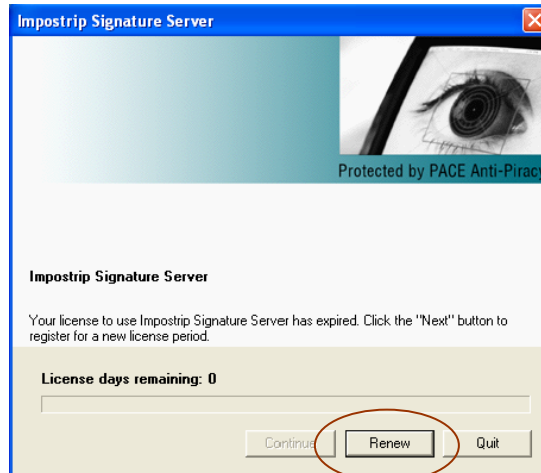 Impostrip Signature Server
Protected by PACE Anti-Piracy
Impostrip Signature Server
Your license to use Impostrip Signature Server has expired. Click the "Next" button to
register for a new license period.
License days remaining: 0
Continue Renew Quit